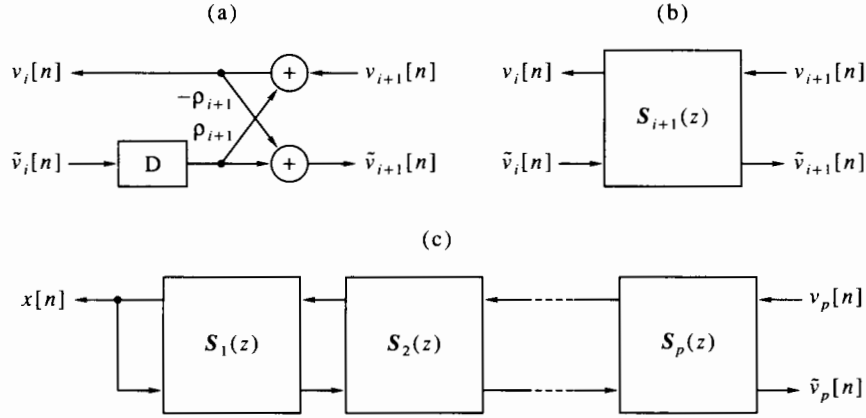 (a) (b)
v_i[n] + v_{i+1}[n] v_i[n] v_{i+1}[n]
−ρ_{i+1}
S_{i+1}(z)
ρ_{i+1}
ṽ_i[n] D + ṽ_{i+1}[n] ṽ_i[n] ṽ_{i+1}[n]
(c)
x[n] v_p[n]
S_1(z) S_2(z) S_p(z)
ṽ_p[n]